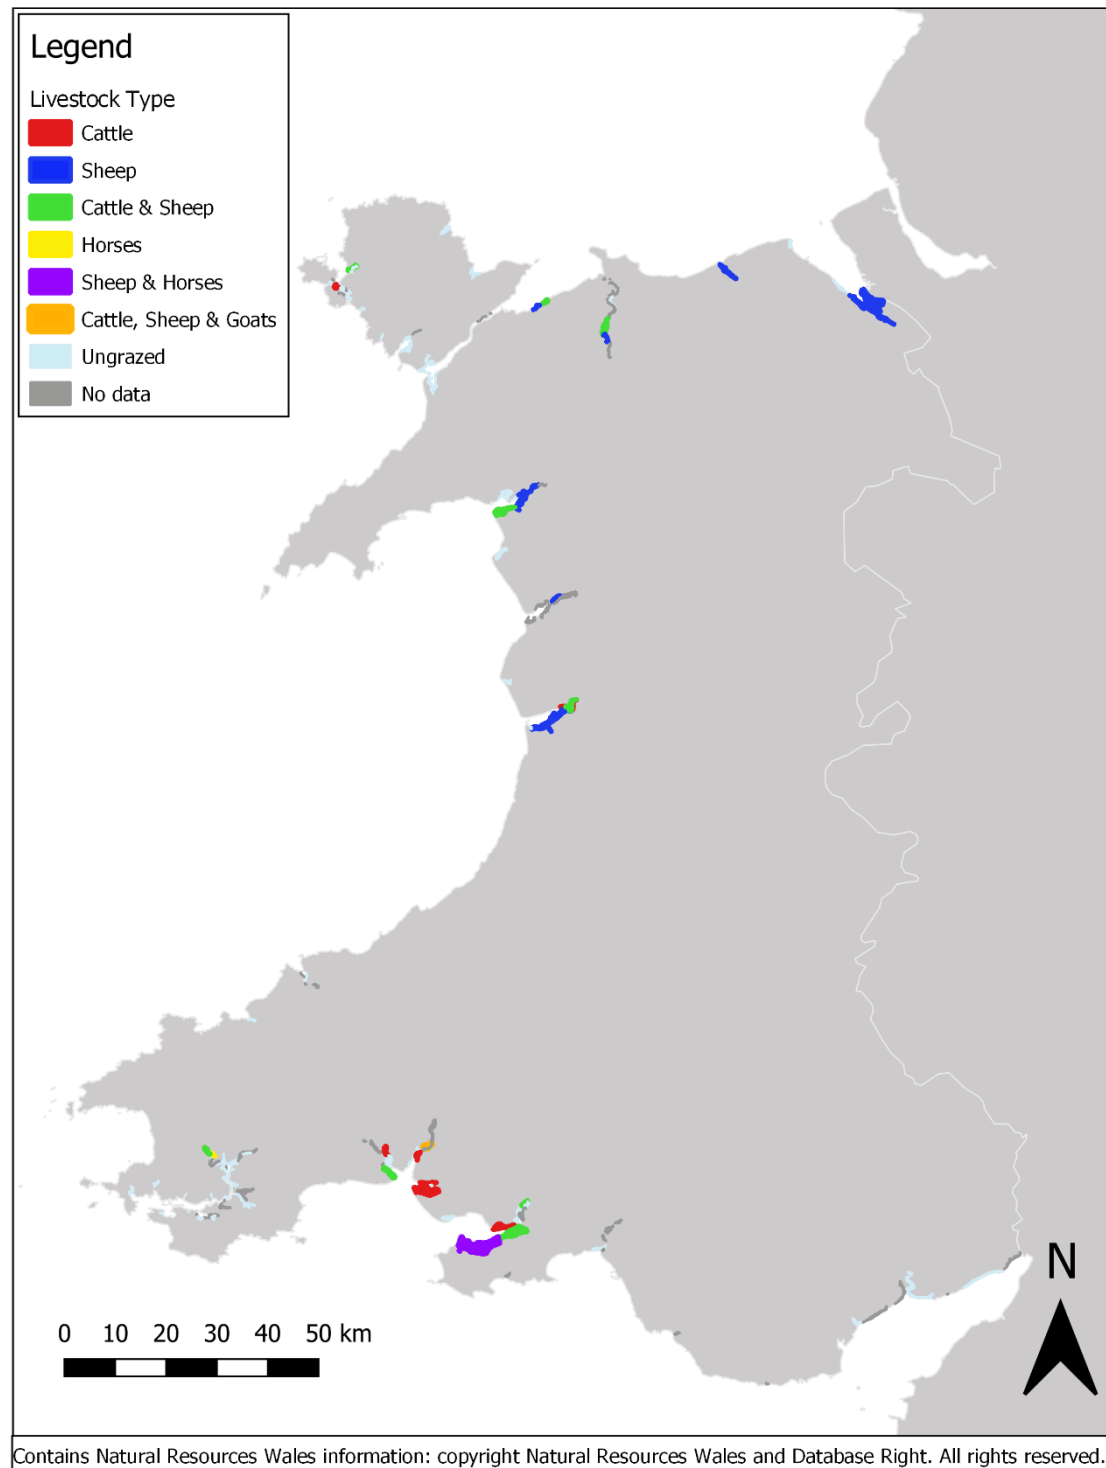 Legend
Livestock Type
Cattle
Sheep
Cattle & Sheep
Horses
Sheep & Horses
Cattle, Sheep & Goats
Ungrazed
No data
N
0 10 20 30 40 50 km
Contains Natural Resources Wales information: copyright Natural Resources Wales and Database Right. All rights reserved.